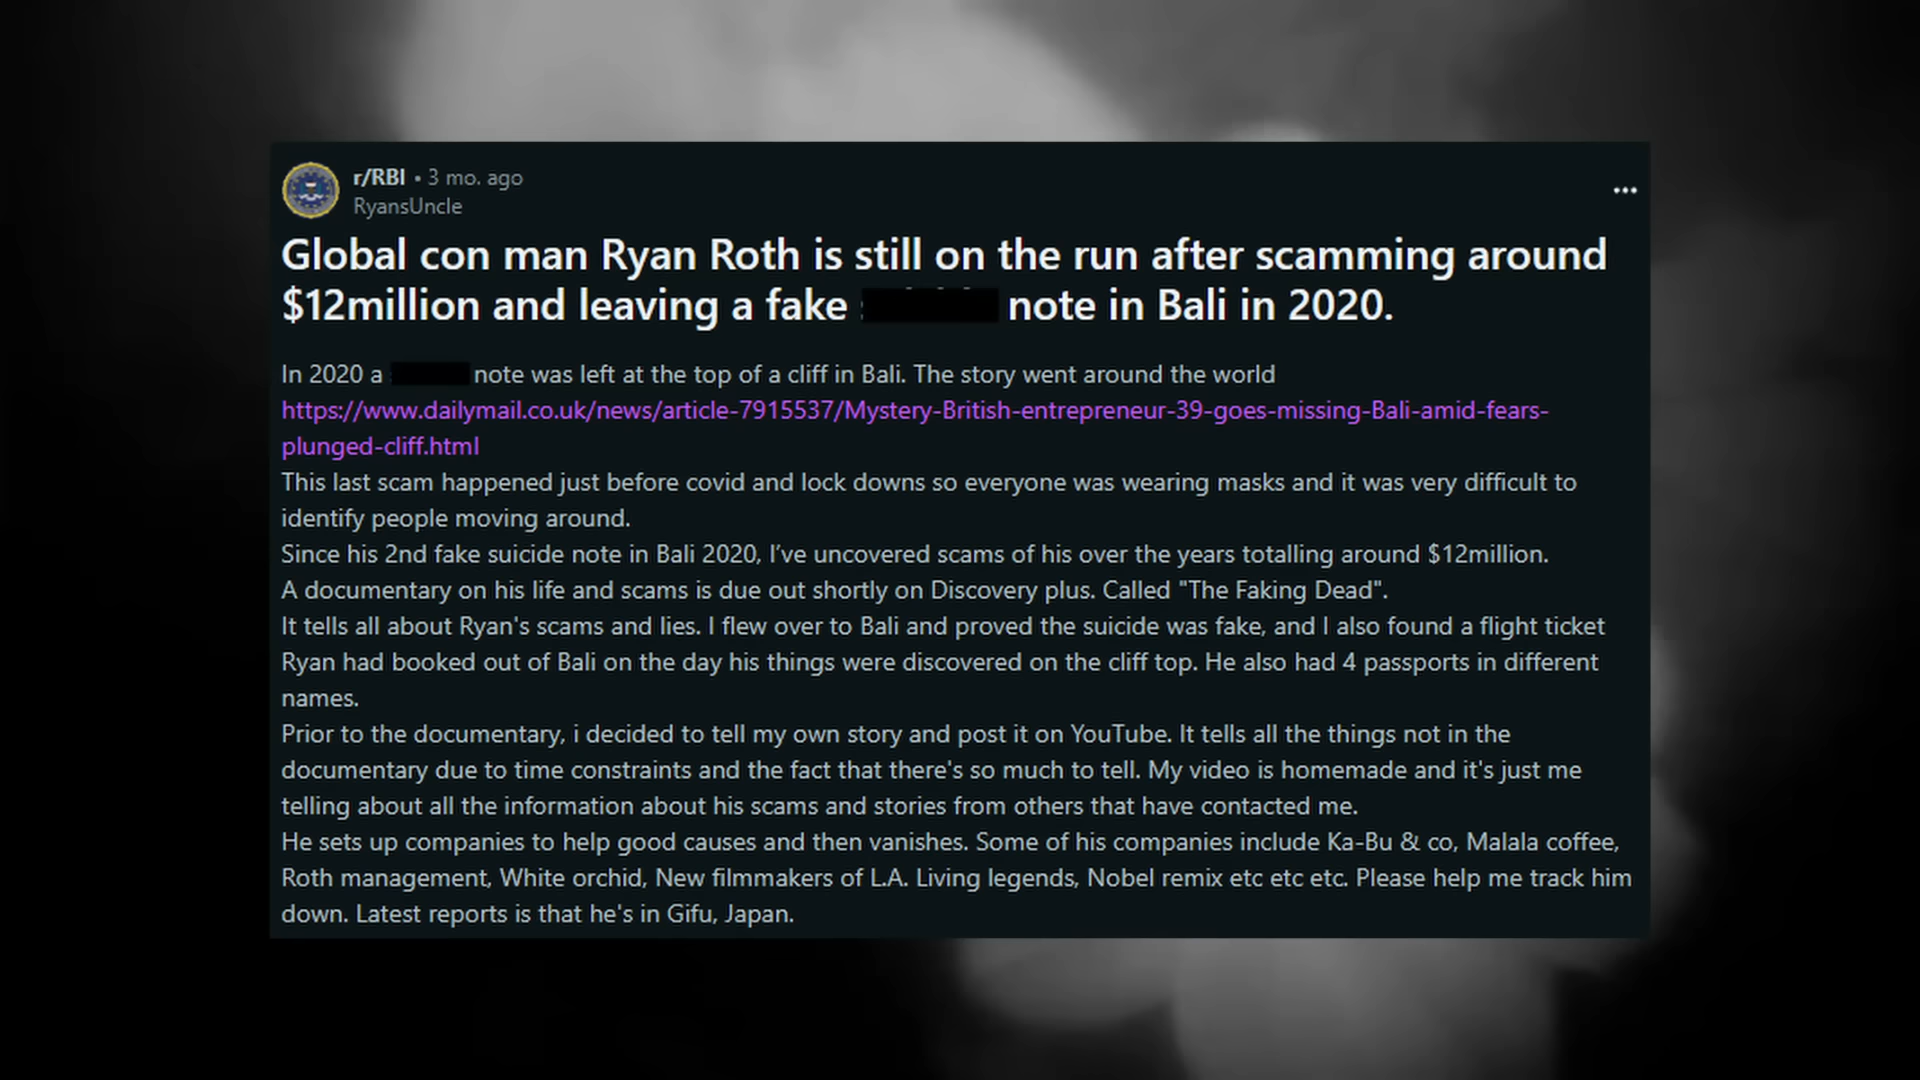 r/RBI • 3 mo. ago
RyansUncle
Global con man Ryan Roth is still on the run after scamming around
$12million and leaving a fake note in Bali in 2020.
In 2020 a note was left at the top of a cliff in Bali. The story went around the world
https://www.dailymail.co.uk/news/article-7915537/Mystery-British-entrepreneur-39-goes-missing-Bali-amid-fears-
plunged-cliff.html
This last scam happened just before covid and lock downs so everyone was wearing masks and it was very difficult to
identify people moving around.
Since his 2nd fake suicide note in Bali 2020, I’ve uncovered scams of his over the years totalling around $12million.
A documentary on his life and scams is due out shortly on Discovery plus. Called "The Faking Dead".
It tells all about Ryan's scams and lies. I flew over to Bali and proved the suicide was fake, and I also found a flight ticket
Ryan had booked out of Bali on the day his things were discovered on the cliff top. He also had 4 passports in different
names.
Prior to the documentary, i decided to tell my own story and post it on YouTube. It tells all the things not in the
documentary due to time constraints and the fact that there's so much to tell. My video is homemade and it's just me
telling about all the information about his scams and stories from others that have contacted me.
He sets up companies to help good causes and then vanishes. Some of his companies include Ka-Bu & co, Malala coffee,
Roth management, White orchid, New filmmakers of L.A. Living legends, Nobel remix etc etc etc. Please help me track him
down. Latest reports is that he's in Gifu, Japan.